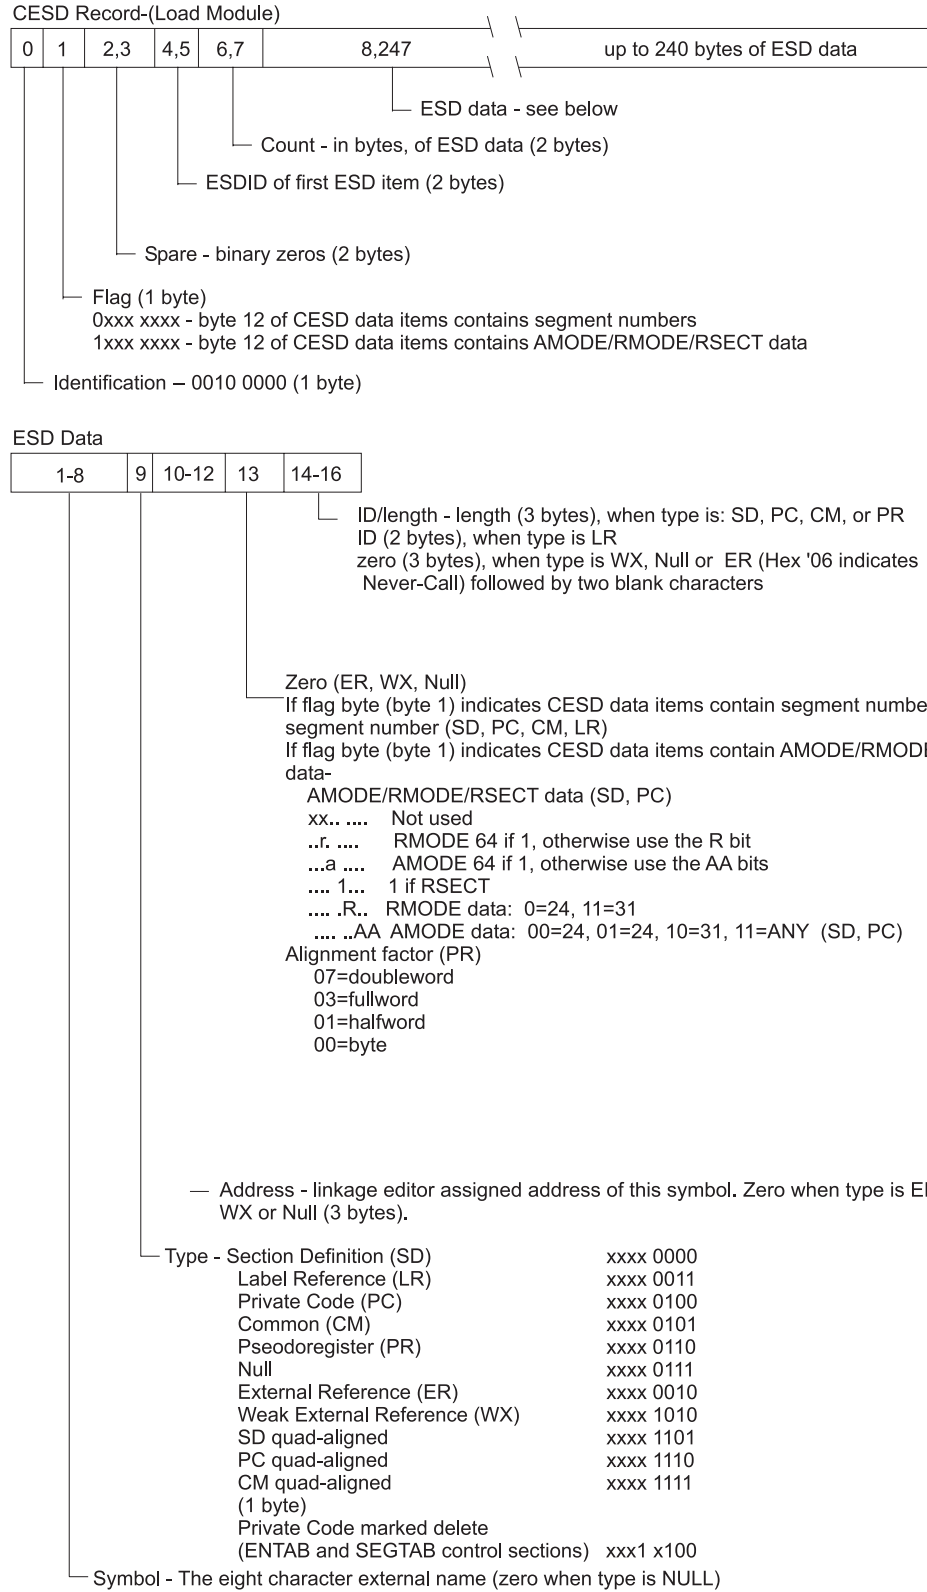 CESD Record-(Load Module)
0 1 2,3 4,5 6,7 8,247 up to 240 bytes of ESD data
ESD data - see below
Count - in bytes, of ESD data (2 bytes)
ESDID of first ESD item (2 bytes)
Spare - binary zeros (2 bytes)
Flag (1 byte)
0xxx xxxx - byte 12 of CESD data items contains segment numbers
1xxx xxxx - byte 12 of CESD data items contains AMODE/RMODE/RSECT data
Identification – 0010 0000 (1 byte)
ESD Data
1-8 9 10-12 13 14-16
ID/length - length (3 bytes), when type is: SD, PC, CM, or PR
ID (2 bytes), when type is LR
zero (3 bytes), when type is WX, Null or ER (Hex '06 indicates
Never-Call) followed by two blank characters
Zero (ER, WX, Null)
If flag byte (byte 1) indicates CESD data items contain segment numbe
segment number (SD, PC, CM, LR)
If flag byte (byte 1) indicates CESD data items contain AMODE/RMODE
data-
AMODE/RMODE/RSECT data (SD, PC)
xx.. .... Not used
..r. .... RMODE 64 if 1, otherwise use the R bit
...a .... AMODE 64 if 1, otherwise use the AA bits
.... 1... 1 if RSECT
.... .R.. RMODE data: 0=24, 11=31
.... ..AA AMODE data: 00=24, 01=24, 10=31, 11=ANY (SD, PC)
Alignment factor (PR)
07=doubleword
03=fullword
01=halfword
00=byte
Address - linkage editor assigned address of this symbol. Zero when type is E
WX or Null (3 bytes).
Type - Section Definition (SD) xxxx 0000
Label Reference (LR) xxxx 0011
Private Code (PC) xxxx 0100
Common (CM) xxxx 0101
Pseodoregister (PR) xxxx 0110
Null xxxx 0111
External Reference (ER) xxxx 0010
Weak External Reference (WX) xxxx 1010
SD quad-aligned xxxx 1101
PC quad-aligned xxxx 1110
CM quad-aligned xxxx 1111
(1 byte)
Private Code marked delete
(ENTAB and SEGTAB control sections) xxx1 x100
Symbol - The eight character external name (zero when type is NULL)